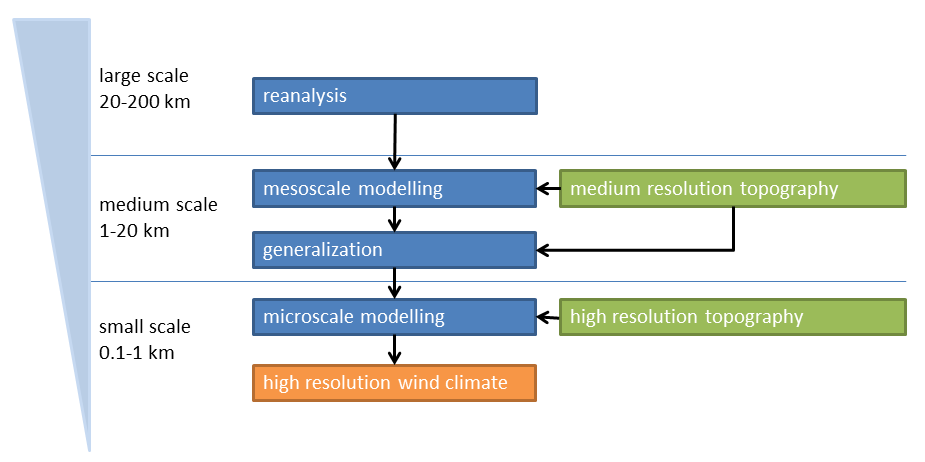 large scale
20-200 km
reanalysis
medium scale
1-20 km
mesoscale modelling
medium resolution topography
generalization
small scale
0.1-1 km
microscale modelling
high resolution topography
high resolution wind climate